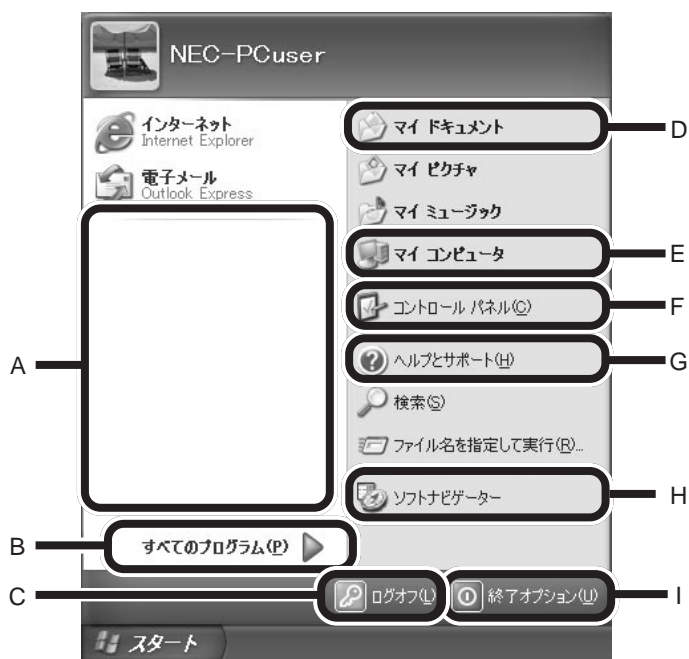 NEC-PCuser
インターネット
Internet Explorer
電子メール
Outlook Express
マイ ドキュメント
マイ ピクチャ
マイ ミュージック
マイ コンピュータ
コントロール パネル(C)
ヘルプとサポート(H)
検索(S)
ファイル名を指定して実行(R)...
ソフトナビゲーター
すべてのプログラム(P)
ログオフ(L)
終了オプション(U)
スタート
A
B
C
D
E
F
G
H
I